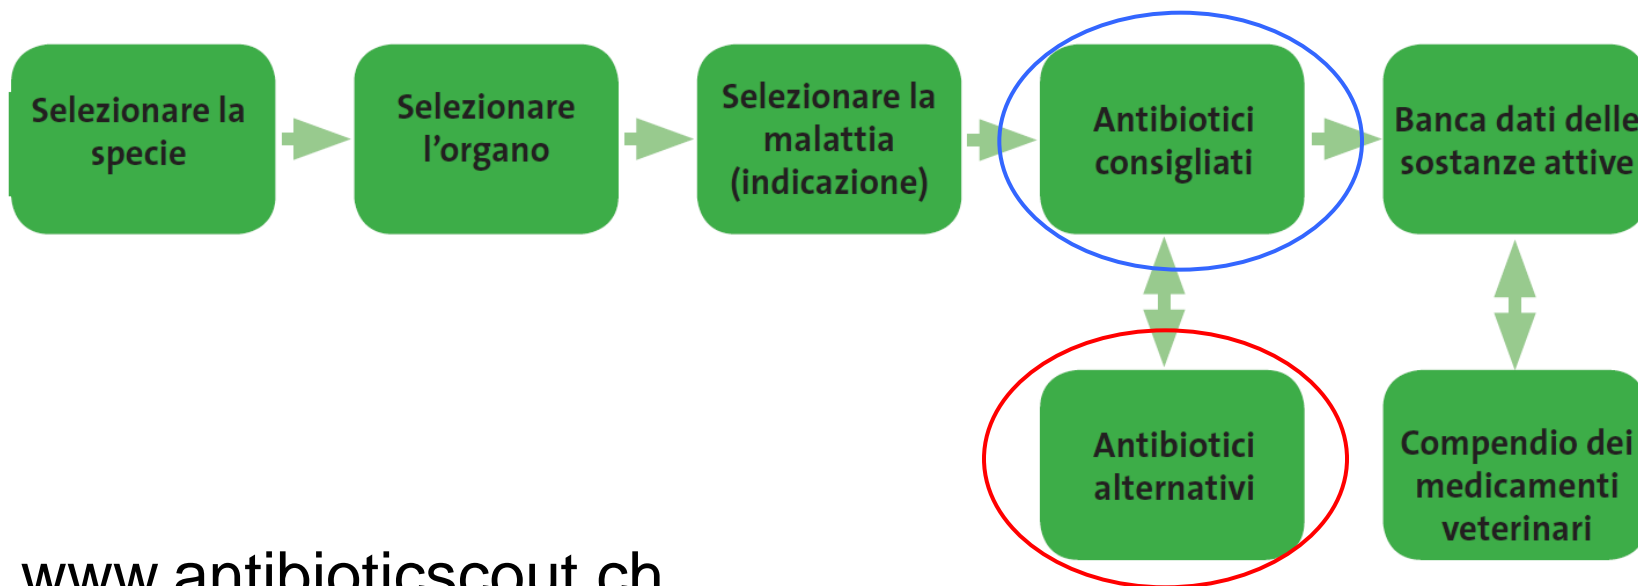 Selezionare la
specie
Selezionare
l'organo
Selezionare la
malattia
(indicazione)
Antibiotici
consigliati
Banca dati delle
sostanze attive
Antibiotici
alternativi
Compendio dei
medicamenti
veterinari
www.antibioticscout.ch